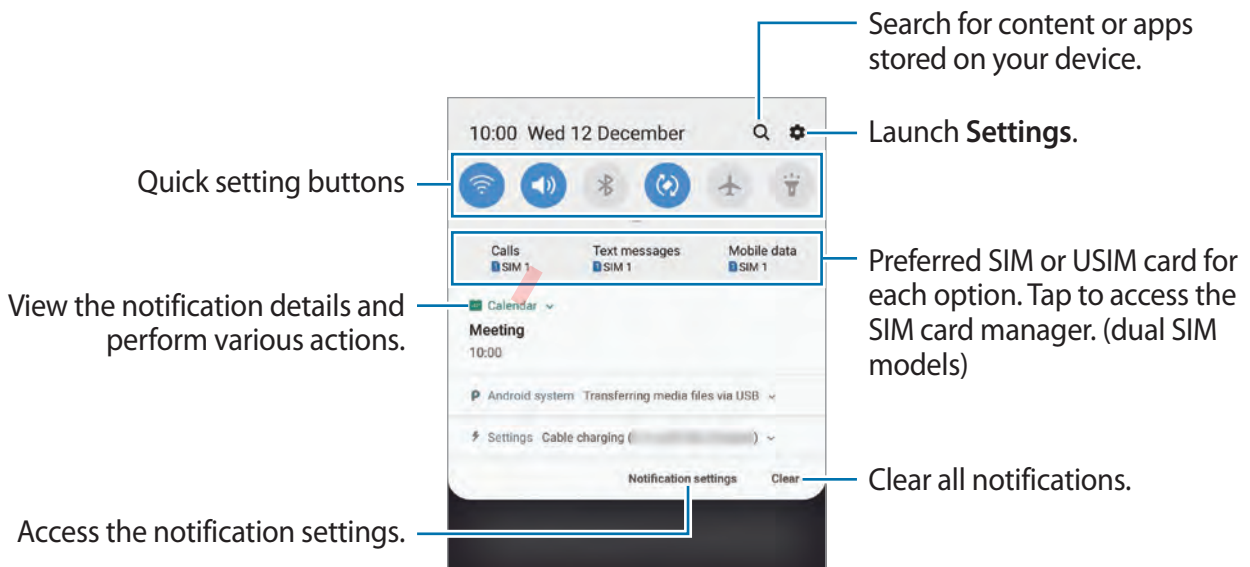 Search for content or apps
stored on your device.
10:00 Wed 12 December
Launch Settings.
Quick setting buttons
Calls
Text messages
Mobile data
1 SIM 1
1 SIM 1
1 SIM 1
Preferred SIM or USIM card for
each option. Tap to access the
SIM card manager. (dual SIM
models)
View the notification details and
perform various actions.
Calendar
Meeting
10:00
P Android system Transferring media files via USB
Settings Cable charging ( )
Notification settings Clear
Clear all notifications.
Access the notification settings.